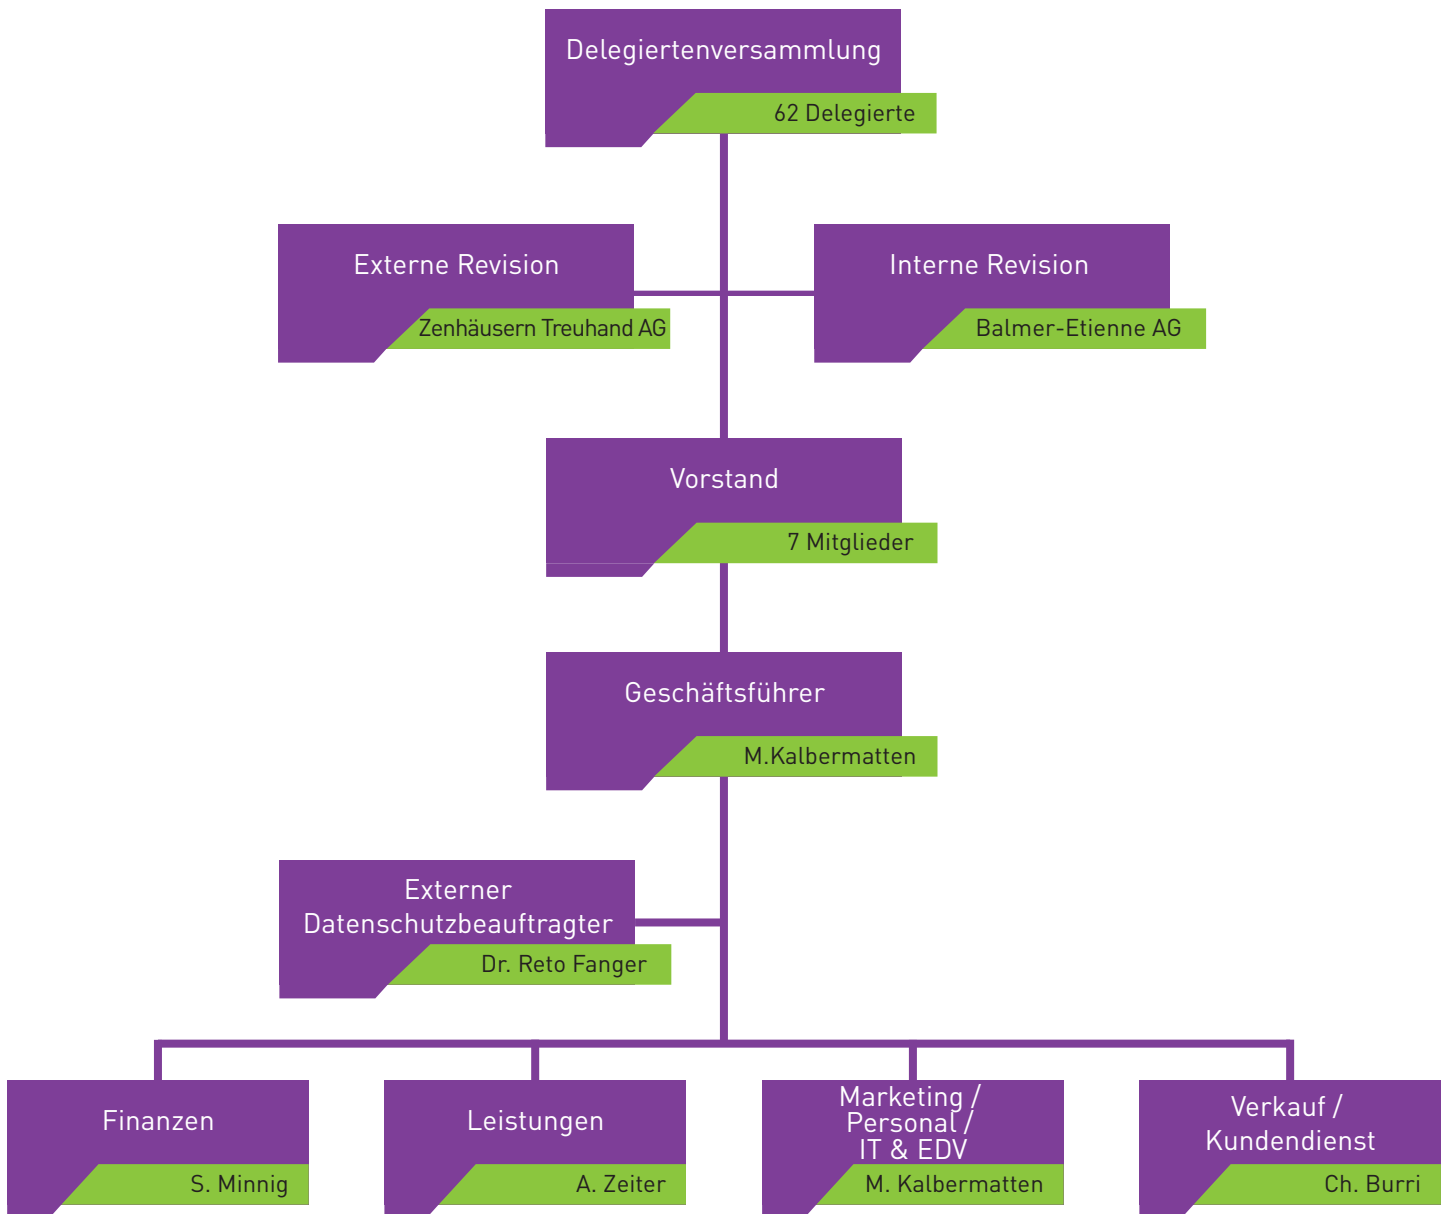 Delegiertenversammlung
62 Delegierte
Externe Revision
Zenhäusern Treuhand AG
Interne Revision
Balmer-Etienne AG
Vorstand
7 Mitglieder
Geschäftsführer
M.Kalbermatten
Externer
Datenschutzbeauftragter
Dr. Reto Fanger
Finanzen
S. Minnig
Leistungen
A. Zeiter
Marketing /
Personal /
IT & EDV
M. Kalbermatten
Verkauf /
Kundendienst
Ch. Burri